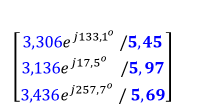 3,306e^{j133,1^o} /5,45
3,136e^{j17,5^o} /5,97
3,436e^{j257,7^o} / 5,69